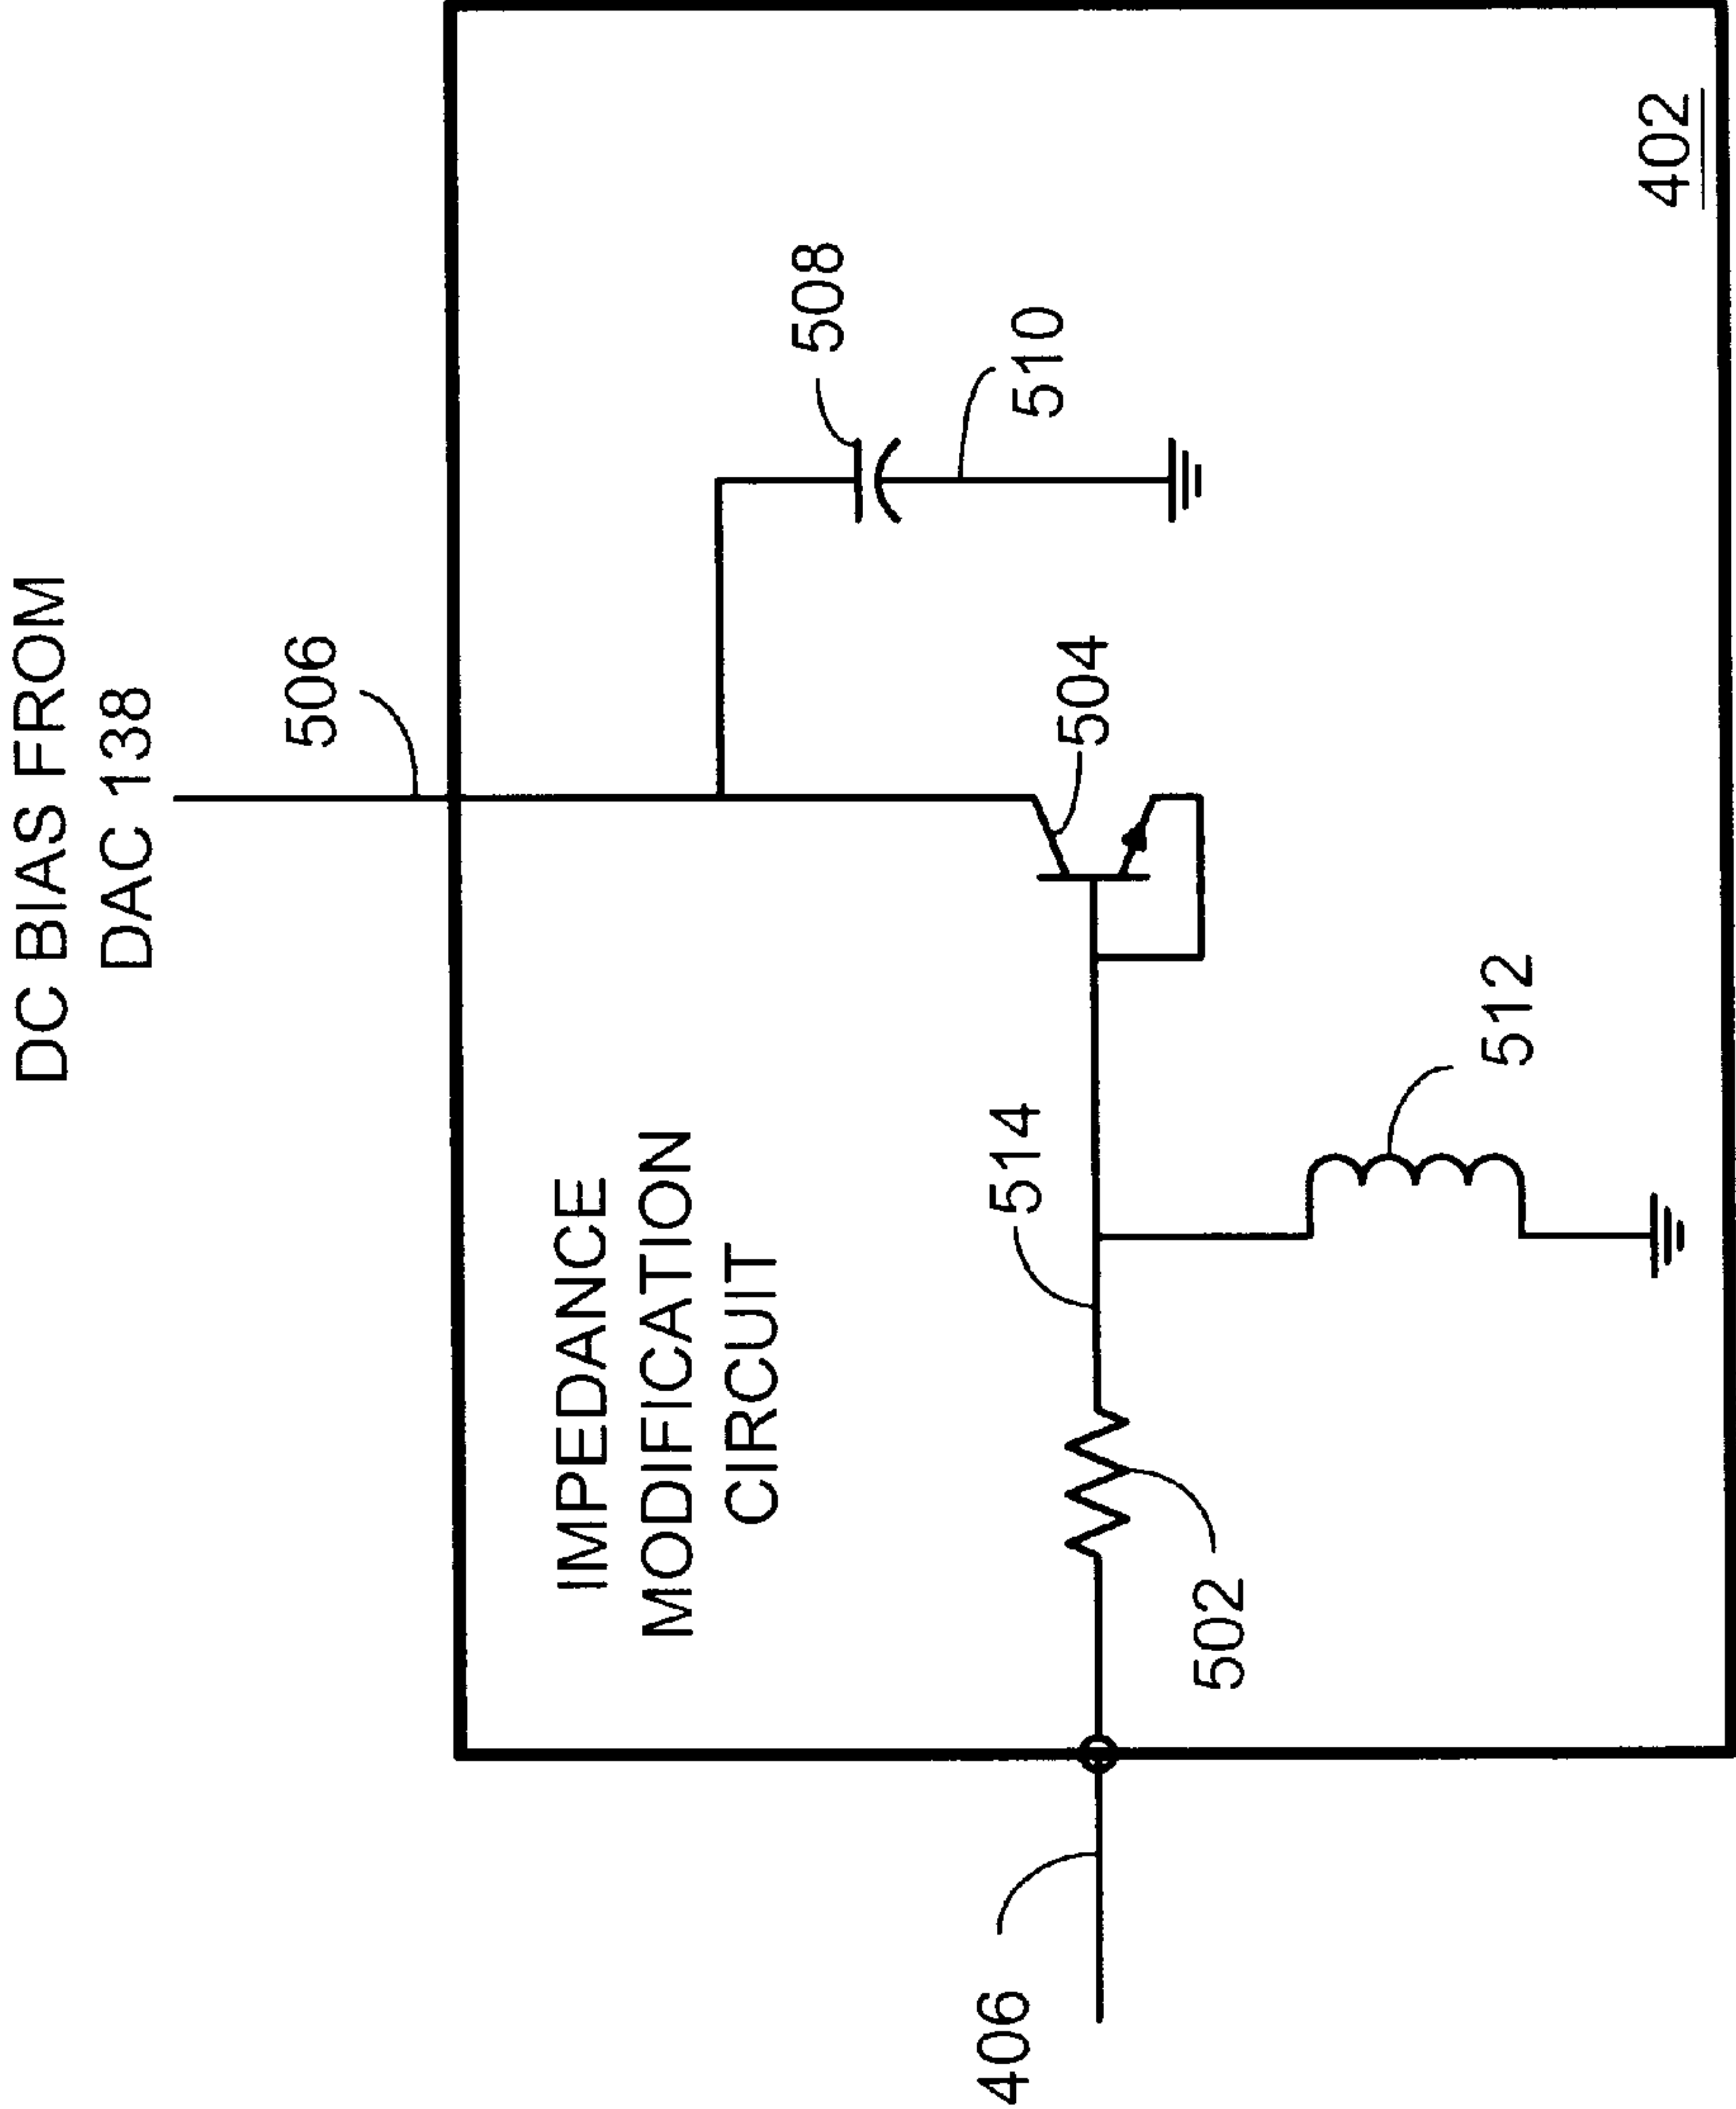 DC BIAS FROM
DAC 138
506
IMPEDANCE
MODIFICATION
CIRCUIT
508
510
504
514
512
502
406
402